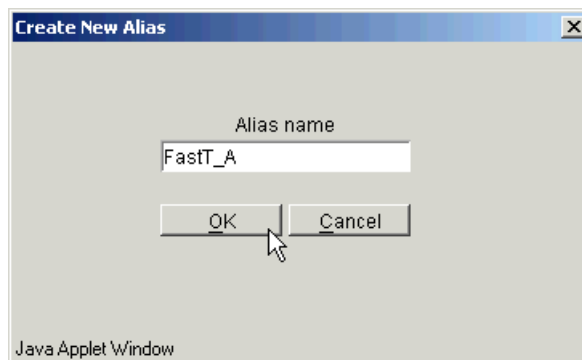 Create New Alias
Alias name
FastT_A
OK Cancel
Java Applet Window